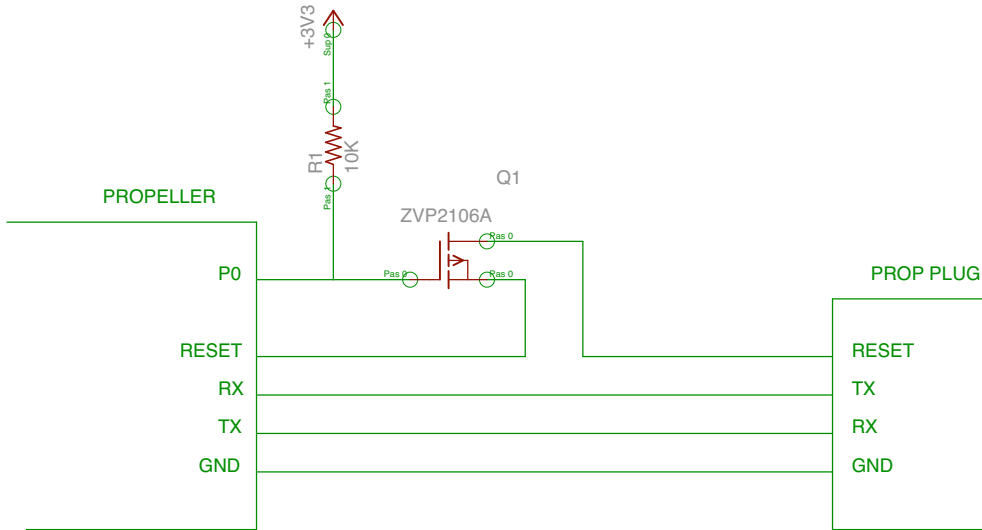 +3V3
Sup 0
Pas 1
R1
10K
Pas 1
Q1
PROPELLER
ZVP2106A
Pas 0
P0
Pas 0
Pas 0
PROP PLUG
RESET
RESET
RX
TX
TX
RX
GND
GND